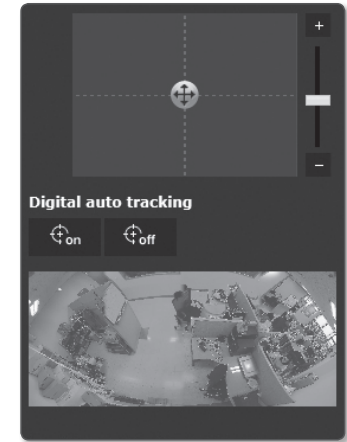 +
−
Digital auto tracking
on off